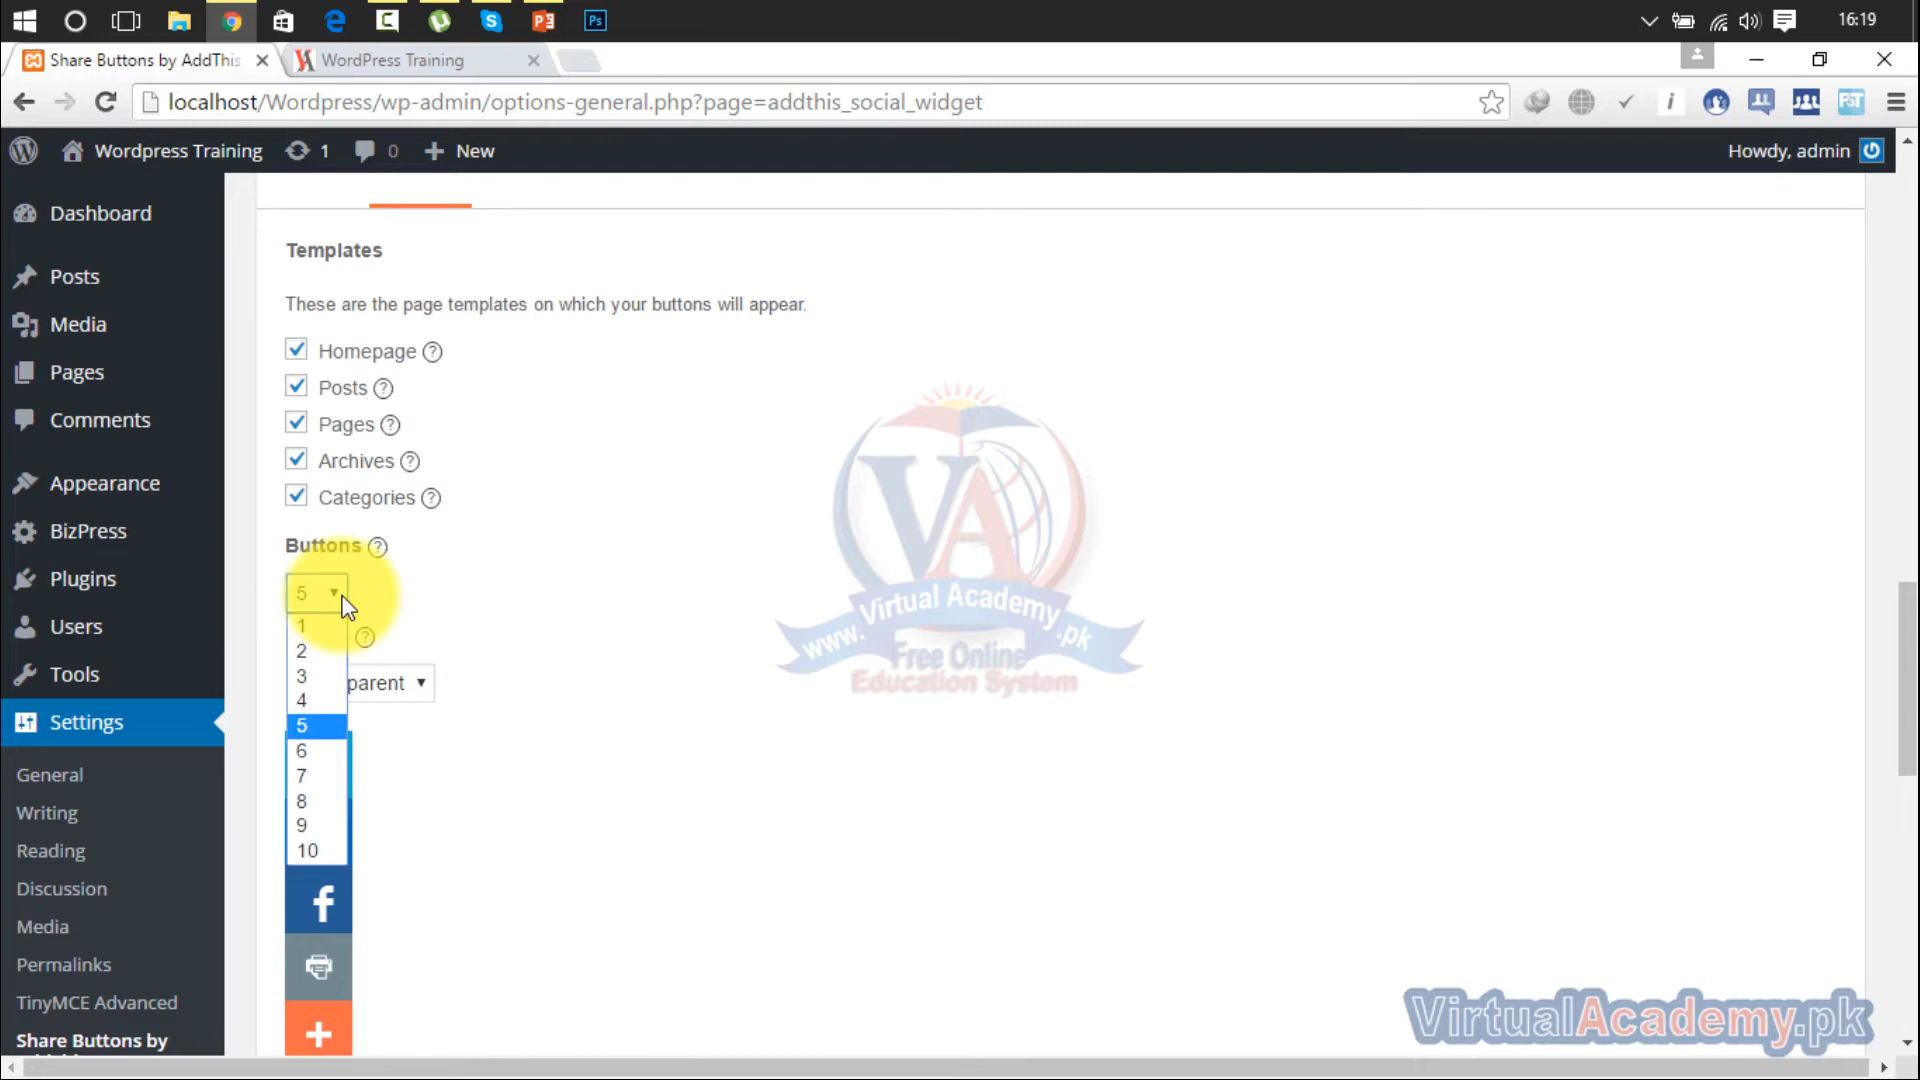 16:19
Share Buttons by AddThis
WordPress Training
localhost/Wordpress/wp-admin/options-general.php?page=addthis_social_widget
Wordpress Training 1 0 New
Howdy, admin
Dashboard
Posts
Media
Pages
Comments
Appearance
BizPress
Plugins
Users
Tools
Settings
General
Writing
Reading
Discussion
Media
Permalinks
TinyMCE Advanced
Share Buttons by
Templates
These are the page templates on which your buttons will appear.
Homepage
Posts
Pages
Archives
Categories
Buttons
5
1
2
3
4
5
6
7
8
9
10
parent
VA
www.Virtual Academy.pk
Free Online
Education System
VirtualAcademy.pk